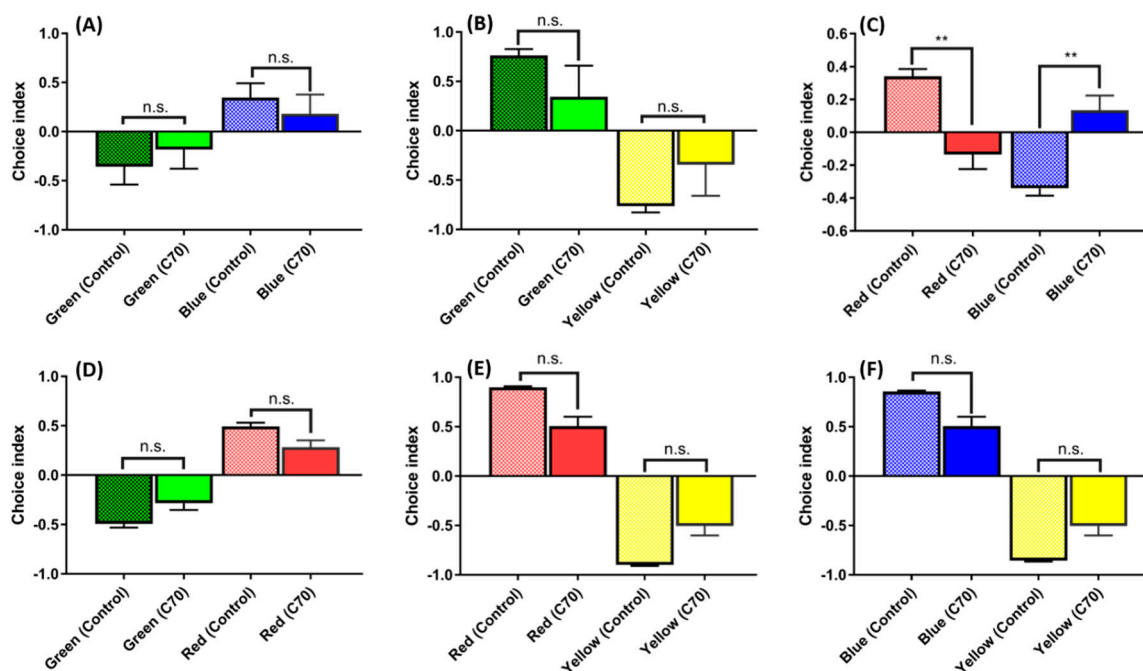 (A)
Choice index
1.0
0.5
0.0
-0.5
-1.0
n.s.
n.s.
Green (Control)
Green (C70)
Blue (Control)
Blue (C70)
(B)
Choice index
1.0
0.5
0.0
-0.5
-1.0
n.s.
n.s.
Green (Control)
Green (C70)
Yellow (Control)
Yellow (C70)
(C)
Choice index
0.6
0.4
0.2
0.0
-0.2
-0.4
-0.6
**
**
Red (Control)
Red (C70)
Blue (Control)
Blue (C70)
(D)
Choice index
1.0
0.5
0.0
-0.5
-1.0
n.s.
n.s.
Green (Control)
Green (C70)
Red (Control)
Red (C70)
(E)
Choice index
1.0
0.5
0.0
-0.5
-1.0
n.s.
n.s.
Red (Control)
Red (C70)
Yellow (Control)
Yellow (C70)
(F)
Choice index
1.0
0.5
0.0
-0.5
-1.0
n.s.
n.s.
Blue (Control)
Blue (C70)
Yellow (Control)
Yellow (C70)